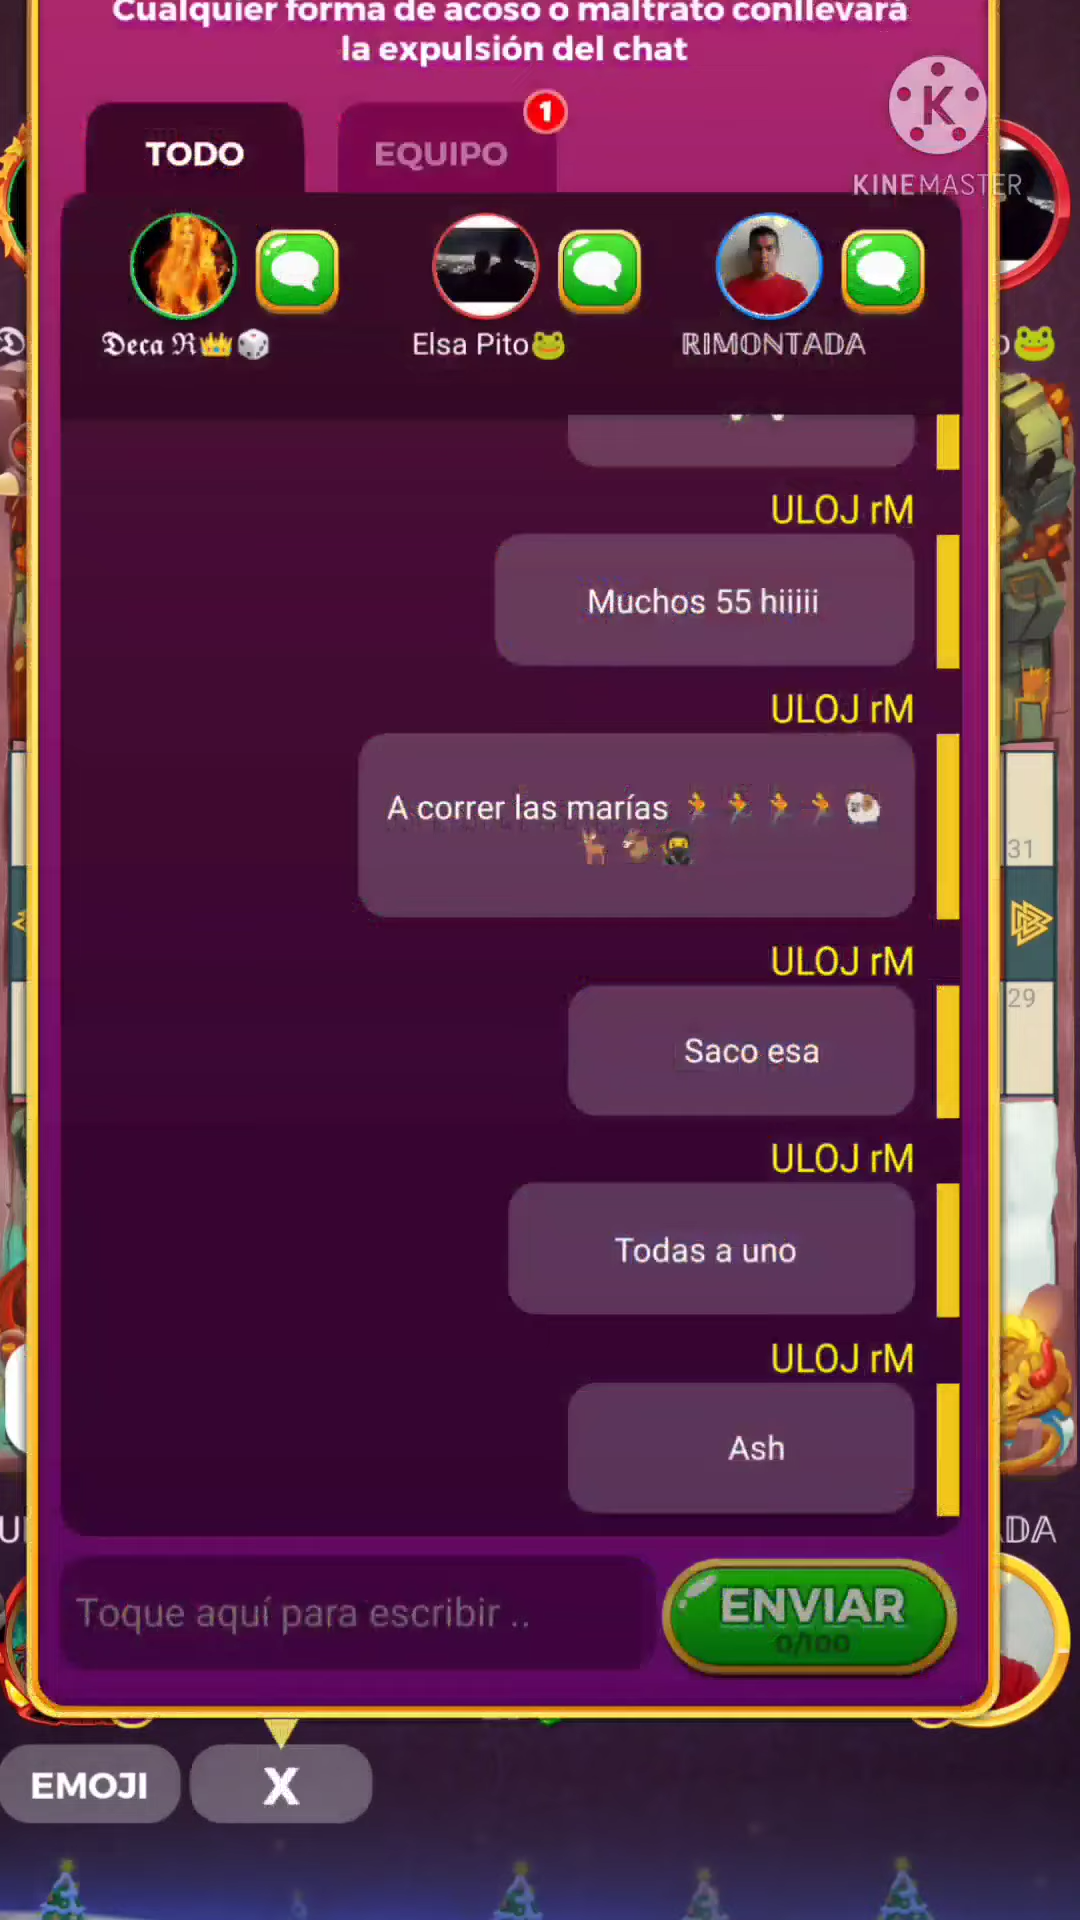 Cualquier forma de acoso o maltrato conllevará
la expulsión del chat
KINEMASTER
TODO
EQUIPO
1
𝕯𝖊𝖈𝖆 𝕽👑🎲
Elsa Pito🐸
ℝ𝕀𝕄𝕆ℕ𝕋𝔸𝔻𝔸
ULOJ rM
Muchos 55 hiiiii
ULOJ rM
A correr las marías 🏃🏃🏃🏃🐏
🦌🐐🥷
31
ULOJ rM
Saco esa
29
ULOJ rM
Todas a uno
ULOJ rM
Ash
Toque aquí para escribir ..
ENVIAR
0/100
EMOJI
X